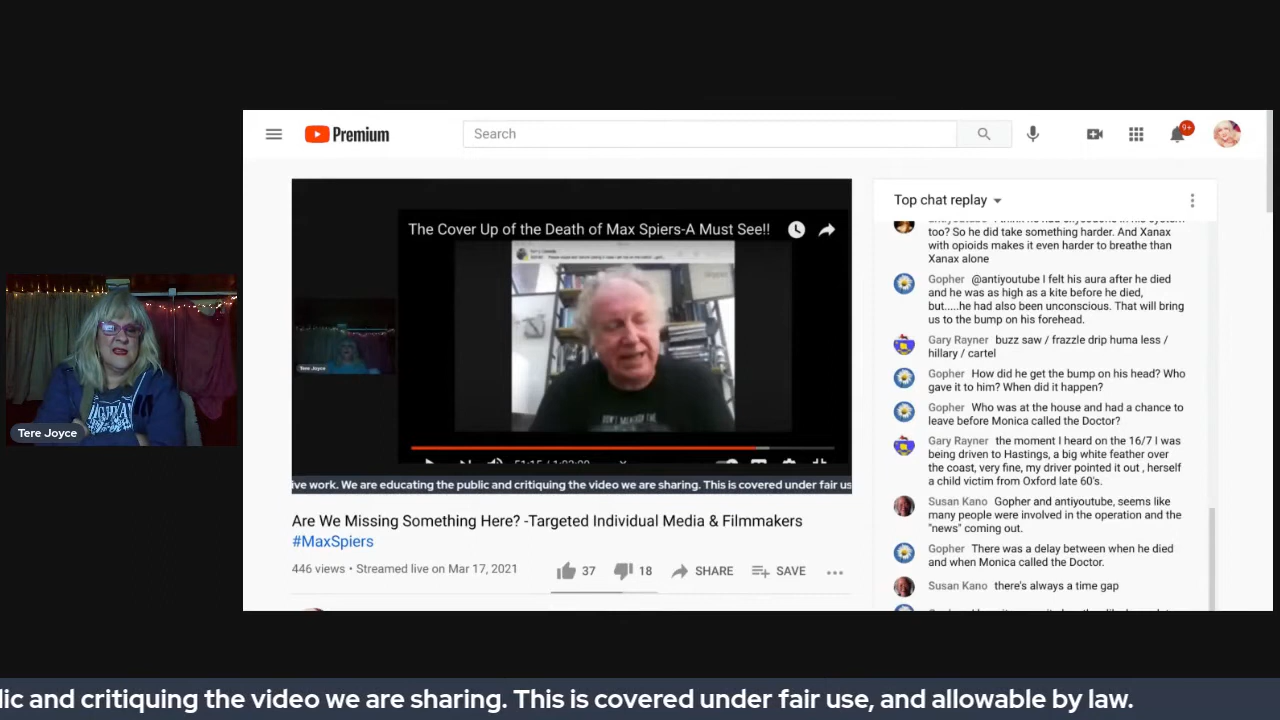 Premium
Search
9+
The Cover Up of the Death of Max Spiers-A Must See!!
Tere Joyce
DON'T MENTION THE
ive work. We are educating the public and critiquing the video we are sharing. This is covered under fair us
Are We Missing Something Here? -Targeted Individual Media & Filmmakers
#MaxSpiers
446 views • Streamed live on Mar 17, 2021
37
18
SHARE
SAVE
Top chat replay
too? So he did take something harder. And Xanax
with opioids makes it even harder to breathe than
Xanax alone
Gopher @antiyoutube I felt his aura after he died
and he was as high as a kite before he died,
but.....he had also been unconscious. That will bring
us to the bump on his forehead.
Gary Rayner buzz saw / frazzle drip huma less /
hillary / cartel
Gopher How did he get the bump on his head? Who
gave it to him? When did it happen?
Gopher Who was at the house and had a chance to
leave before Monica called the Doctor?
Gary Rayner the moment I heard on the 16/7 I was
being driven to Hastings, a big white feather over
the coast, very fine, my driver pointed it out , herself
a child victim from Oxford late 60's.
Susan Kano Gopher and antiyoutube, seems like
many people were involved in the operation and the
"news" coming out.
Gopher There was a delay between when he died
and when Monica called the Doctor.
Susan Kano there's always a time gap
Tere Joyce
lic and critiquing the video we are sharing. This is covered under fair use, and allowable by law.